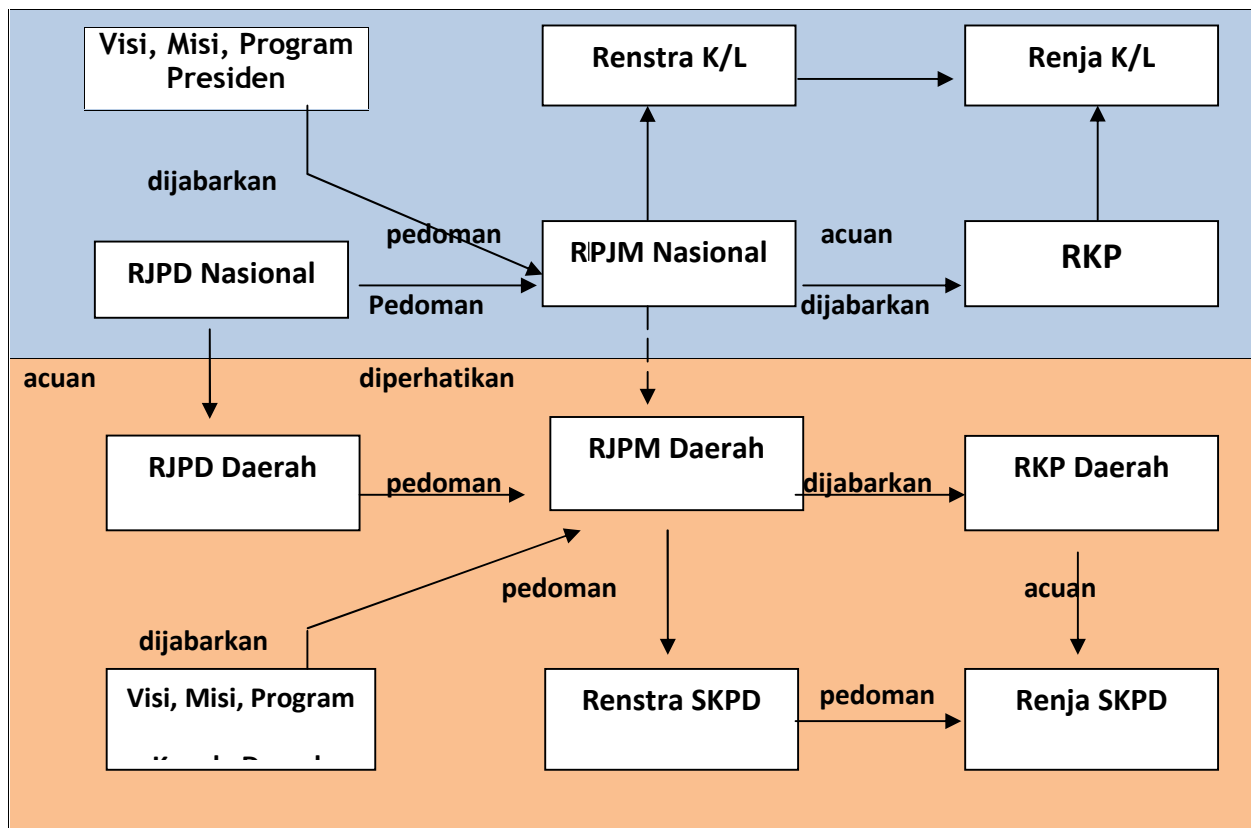 Visi, Misi, Program
Presiden
Renstra K/L
Renja K/L
dijabarkan
pedoman
RPJM Nasional
acuan
RKP
RJPD Nasional
Pedoman
dijabarkan
acuan
diperhatikan
RJPD Daerah
pedoman
RJPM Daerah
dijabarkan
RKP Daerah
pedoman
acuan
dijabarkan
Visi, Misi, Program
Renstra SKPD
pedoman
Renja SKPD